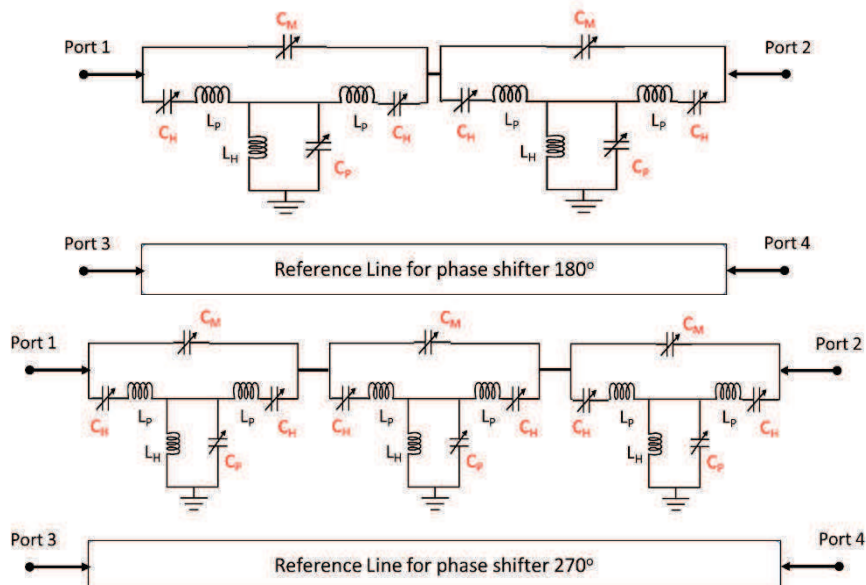 C_M C_M
Port 1 Port 2
C_H L_P L_P C_H C_H L_P L_P C_H
L_H C_P L_H C_P
Port 3 Port 4
Reference Line for phase shifter 180°
C_M C_M C_M
Port 1 Port 2
C_H L_P L_P C_H C_H L_P L_P C_H C_H L_P L_P C_H
L_H C_P L_H C_P L_H C_P
Port 3 Port 4
Reference Line for phase shifter 270°